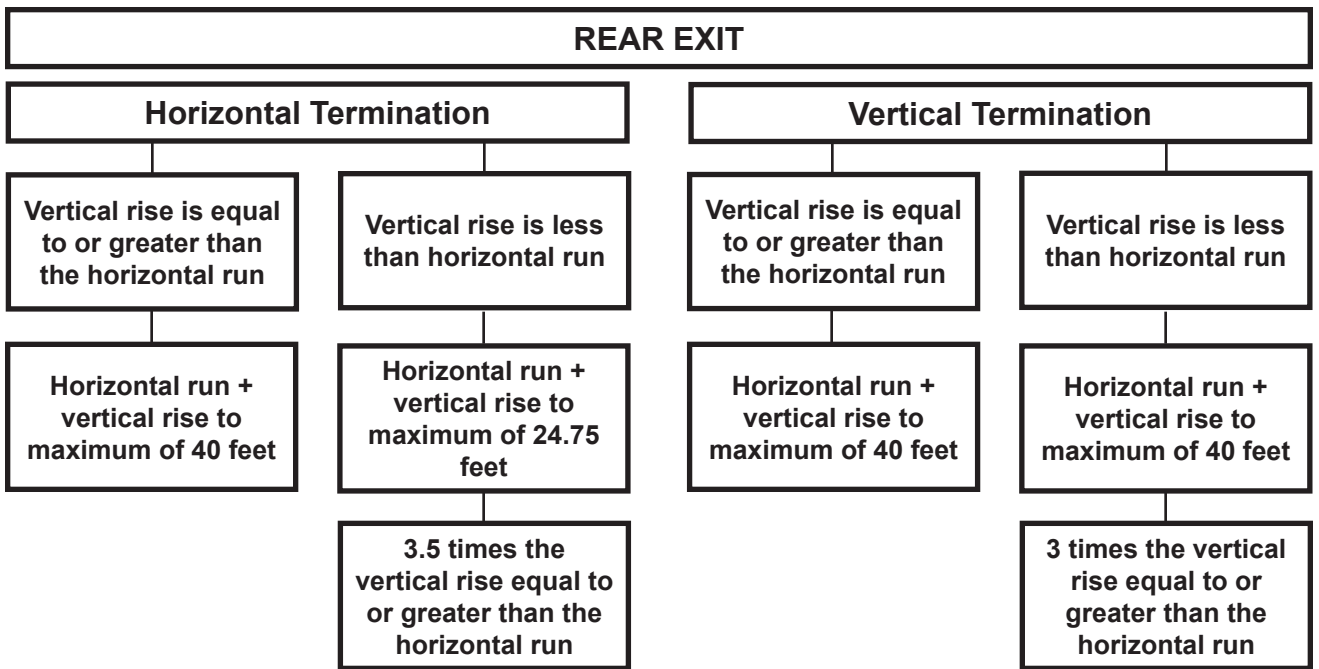 REAR EXIT
Horizontal Termination
Vertical rise is equal
to or greater than
the horizontal run
Horizontal run +
vertical rise to
maximum of 40 feet
Vertical rise is less
than horizontal run
Horizontal run +
vertical rise to
maximum of 24.75
feet
3.5 times the
vertical rise equal to
or greater than the
horizontal run
Vertical Termination
Vertical rise is equal
to or greater than
the horizontal run
Horizontal run +
vertical rise to
maximum of 40 feet
Vertical rise is less
than horizontal run
Horizontal run +
vertical rise to
maximum of 40 feet
3 times the vertical
rise equal to or
greater than the
horizontal run